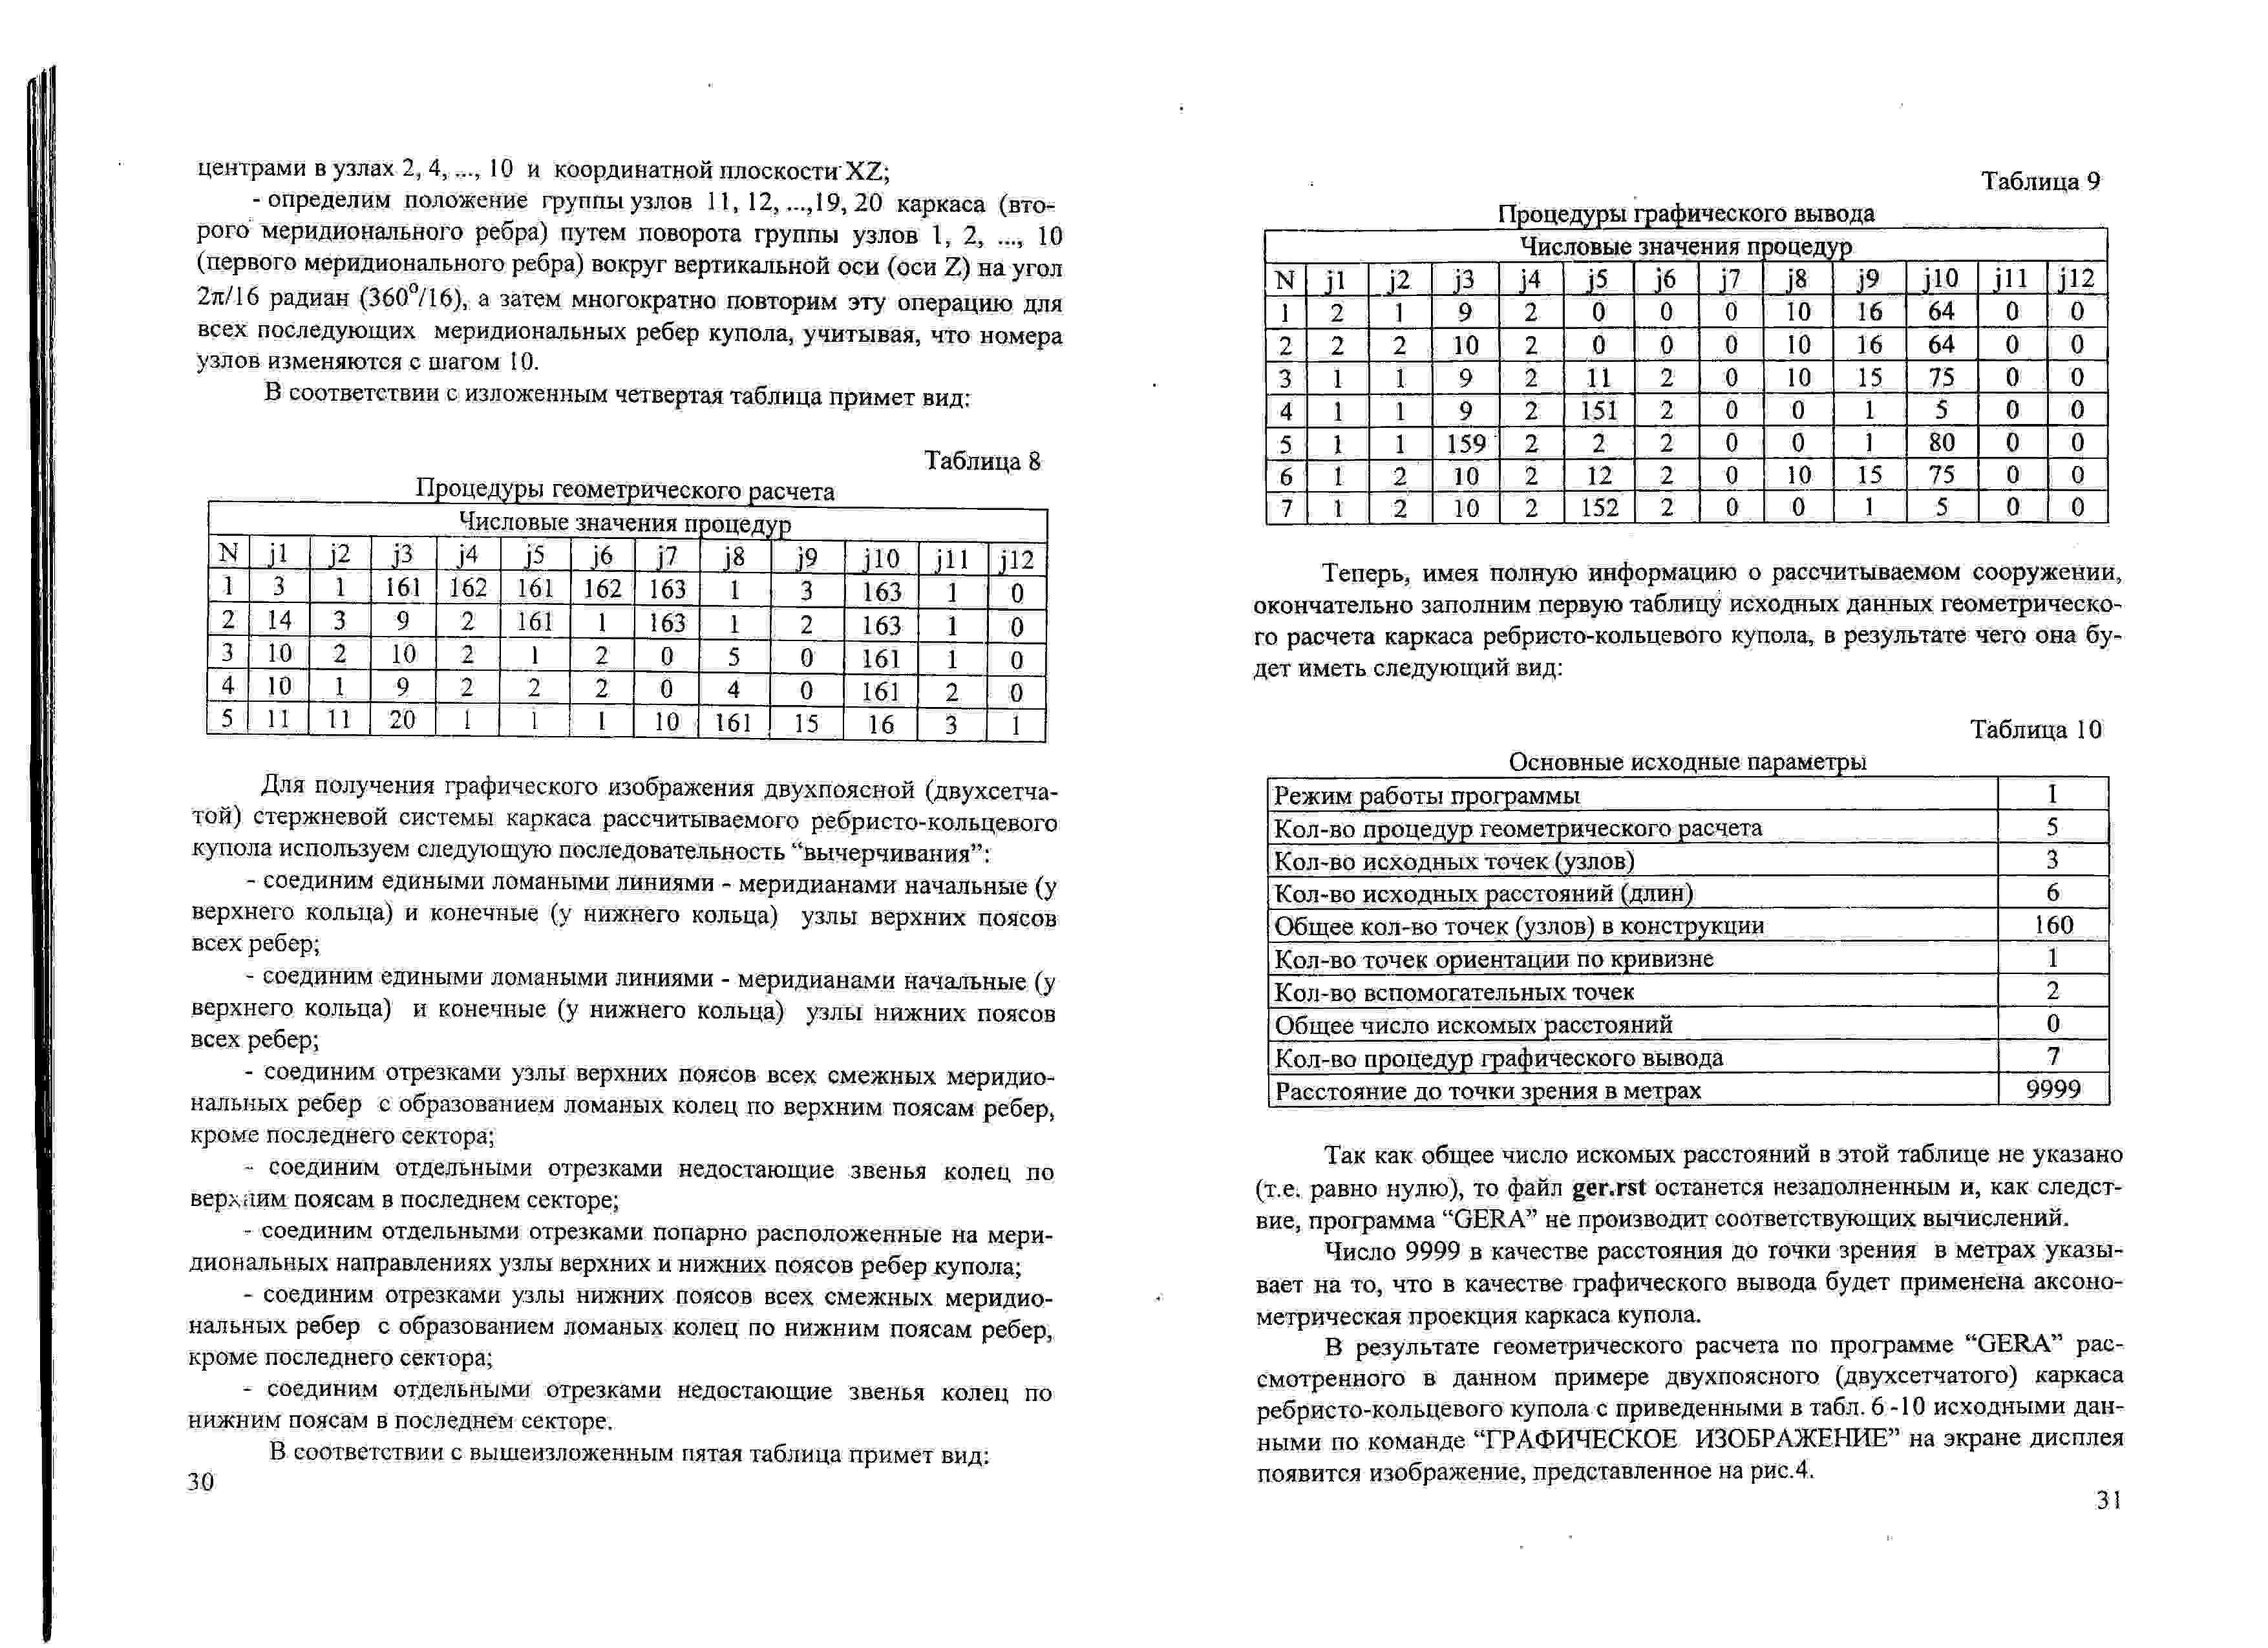 центрами в узлах 2, 4, ..., 10 и координатной плоскости XZ;
- определим положение группы узлов 11, 12, ...,19, 20 каркаса (вто-
рого меридионального ребра) путем поворота группы узлов 1, 2, ..., 10
(первого меридионального ребра) вокруг вертикальной оси (оси Z) на угол
2π/16 радиан (360⁰/16), а затем многократно повторим эту операцию для
всех последующих меридиональных ребер купола, учитывая, что номера
узлов изменяются с шагом 10.
В соответствии с изложенным четвертая таблица примет вид:
Таблица 8
Процедуры геометрического расчета
Числовые значения процедур
N j1 j2 j3 j4 j5 j6 j7 j8 j9 j10 j11 j12
1 3 1 161 162 161 162 163 1 3 163 1 0
2 14 3 9 2 161 1 163 1 2 163 1 0
3 10 2 10 2 1 2 0 5 0 161 1 0
4 10 1 9 2 2 2 0 4 0 161 2 0
5 11 11 20 1 1 1 10 161 15 16 3 1
Для получения графического изображения двухпоясной (двухсетча-
той) стержневой системы каркаса рассчитываемого ребристо-кольцевого
купола используем следующую последовательность “вычерчивания”:
- соединим едиными ломаными линиями - меридианами начальные (у
верхнего кольца) и конечные (у нижнего кольца) узлы верхних поясов
всех ребер;
- соединим едиными ломаными линиями - меридианами начальные (у
верхнего кольца) и конечные (у нижнего кольца) узлы нижних поясов
всех ребер;
- соединим отрезками узлы верхних поясов всех смежных меридио-
нальных ребер с образованием ломаных колец по верхним поясам ребер,
кроме последнего сектора;
- соединим отдельными отрезками недостающие звенья колец по
верхним поясам в последнем секторе;
- соединим отдельными отрезками попарно расположенные на мери-
диональных направлениях узлы верхних и нижних поясов ребер купола;
- соединим отрезками узлы нижних поясов всех смежных меридио-
нальных ребер с образованием ломаных колец по нижним поясам ребер,
кроме последнего сектора;
- соединим отдельными отрезками недостающие звенья колец по
нижним поясам в последнем секторе.
В соответствии с вышеизложенным пятая таблица примет вид:
30
Таблица 9
Процедуры графического вывода
Числовые значения процедур
N j1 j2 j3 j4 j5 j6 j7 j8 j9 j10 j11 j12
1 2 1 9 2 0 0 0 10 16 64 0 0
2 2 2 10 2 0 0 0 10 16 64 0 0
3 1 1 9 2 11 2 0 10 15 75 0 0
4 1 1 9 2 151 2 0 0 1 5 0 0
5 1 1 159 2 2 2 0 0 1 80 0 0
6 1 2 10 2 12 2 0 10 15 75 0 0
7 1 2 10 2 152 2 0 0 1 5 0 0
Теперь, имея полную информацию о рассчитываемом сооружении,
окончательно заполним первую таблицу исходных данных геометрическо-
го расчета каркаса ребристо-кольцевого купола, в результате чего она бу-
дет иметь следующий вид:
Таблица 10
Основные исходные параметры
Режим работы программы 1
Кол-во процедур геометрического расчета 5
Кол-во исходных точек (узлов) 3
Кол-во исходных расстояний (длин) 6
Общее кол-во точек (узлов) в конструкции 160
Кол-во точек ориентации по кривизне 1
Кол-во вспомогательных точек 2
Общее число искомых расстояний 0
Кол-во процедур графического вывода 7
Расстояние до точки зрения в метрах 9999
Так как общее число искомых расстояний в этой таблице не указано
(т.е. равно нулю), то файл ger.rst останется незаполненным и, как следст-
вие, программа “GERA” не производит соответствующих вычислений.
Число 9999 в качестве расстояния до точки зрения в метрах указы-
вает на то, что в качестве графического вывода будет применена аксоно-
метрическая проекция каркаса купола.
В результате геометрического расчета по программе “GERA” рас-
смотренного в данном примере двухпоясного (двухсетчатого) каркаса
ребристо-кольцевого купола с приведенными в табл. 6 -10 исходными дан-
ными по команде “ГРАФИЧЕСКОЕ ИЗОБРАЖЕНИЕ” на экране дисплея
появится изображение, представленное на рис.4.
31